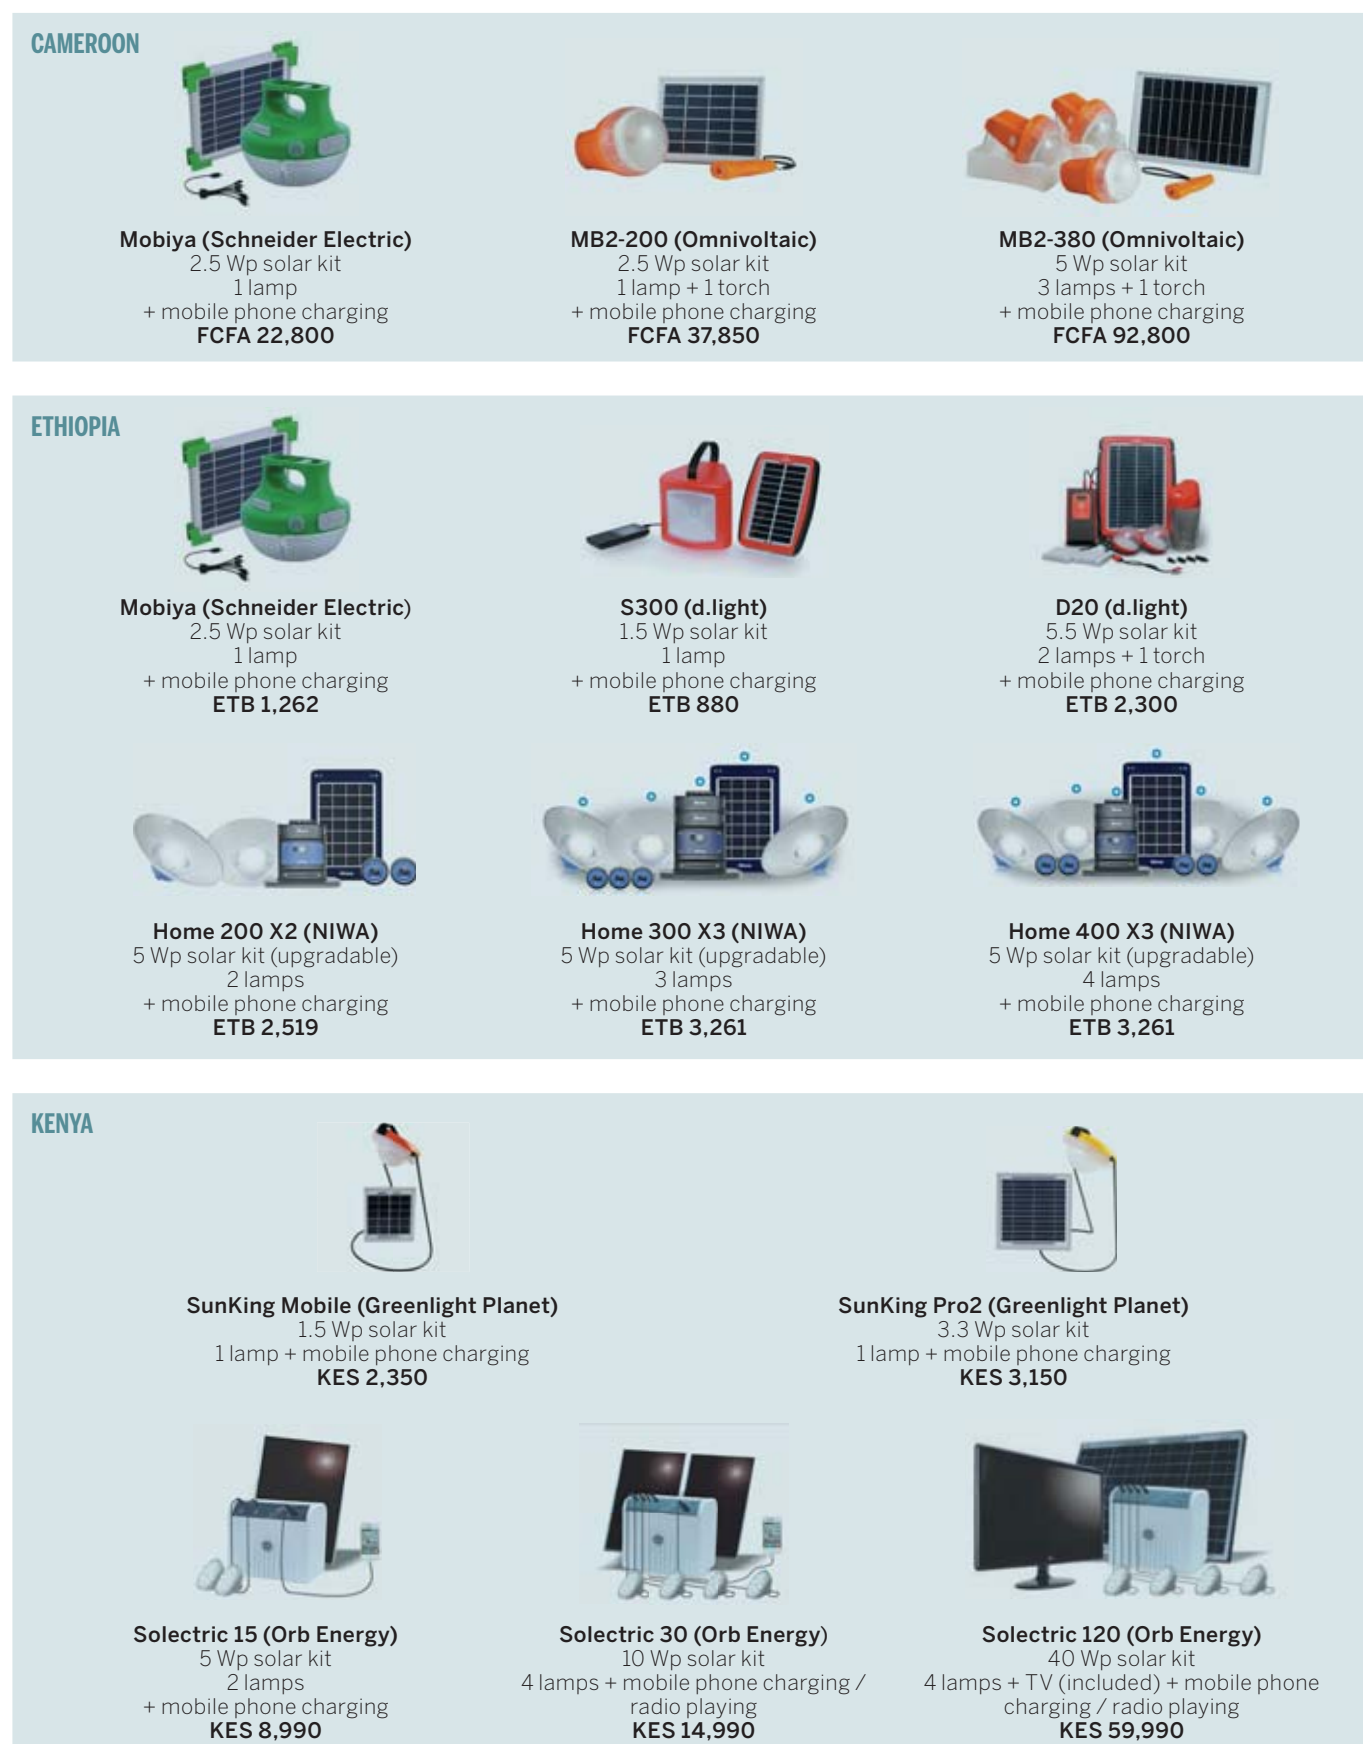 CAMEROON
Mobiya (Schneider Electric)
2.5 Wp solar kit
1 lamp
+ mobile phone charging
FCFA 22,800
MB2-200 (Omnivoltaic)
2.5 Wp solar kit
1 lamp + 1 torch
+ mobile phone charging
FCFA 37,850
MB2-380 (Omnivoltaic)
5 Wp solar kit
3 lamps + 1 torch
+ mobile phone charging
FCFA 92,800
ETHIOPIA
Mobiya (Schneider Electric)
2.5 Wp solar kit
1 lamp
+ mobile phone charging
ETB 1,262
S300 (d.light)
1.5 Wp solar kit
1 lamp
+ mobile phone charging
ETB 880
D20 (d.light)
5.5 Wp solar kit
2 lamps + 1 torch
+ mobile phone charging
ETB 2,300
Home 200 X2 (NIWA)
5 Wp solar kit (upgradable)
2 lamps
+ mobile phone charging
ETB 2,519
Home 300 X3 (NIWA)
5 Wp solar kit (upgradable)
3 lamps
+ mobile phone charging
ETB 3,261
Home 400 X3 (NIWA)
5 Wp solar kit (upgradable)
4 lamps
+ mobile phone charging
ETB 3,261
KENYA
SunKing Mobile (Greenlight Planet)
1.5 Wp solar kit
1 lamp + mobile phone charging
KES 2,350
SunKing Pro2 (Greenlight Planet)
3.3 Wp solar kit
1 lamp + mobile phone charging
KES 3,150
Solectric 15 (Orb Energy)
5 Wp solar kit
2 lamps
+ mobile phone charging
KES 8,990
Solectric 30 (Orb Energy)
10 Wp solar kit
4 lamps + mobile phone charging /
radio playing
KES 14,990
Solectric 120 (Orb Energy)
40 Wp solar kit
4 lamps + TV (included) + mobile phone
charging / radio playing
KES 59,990